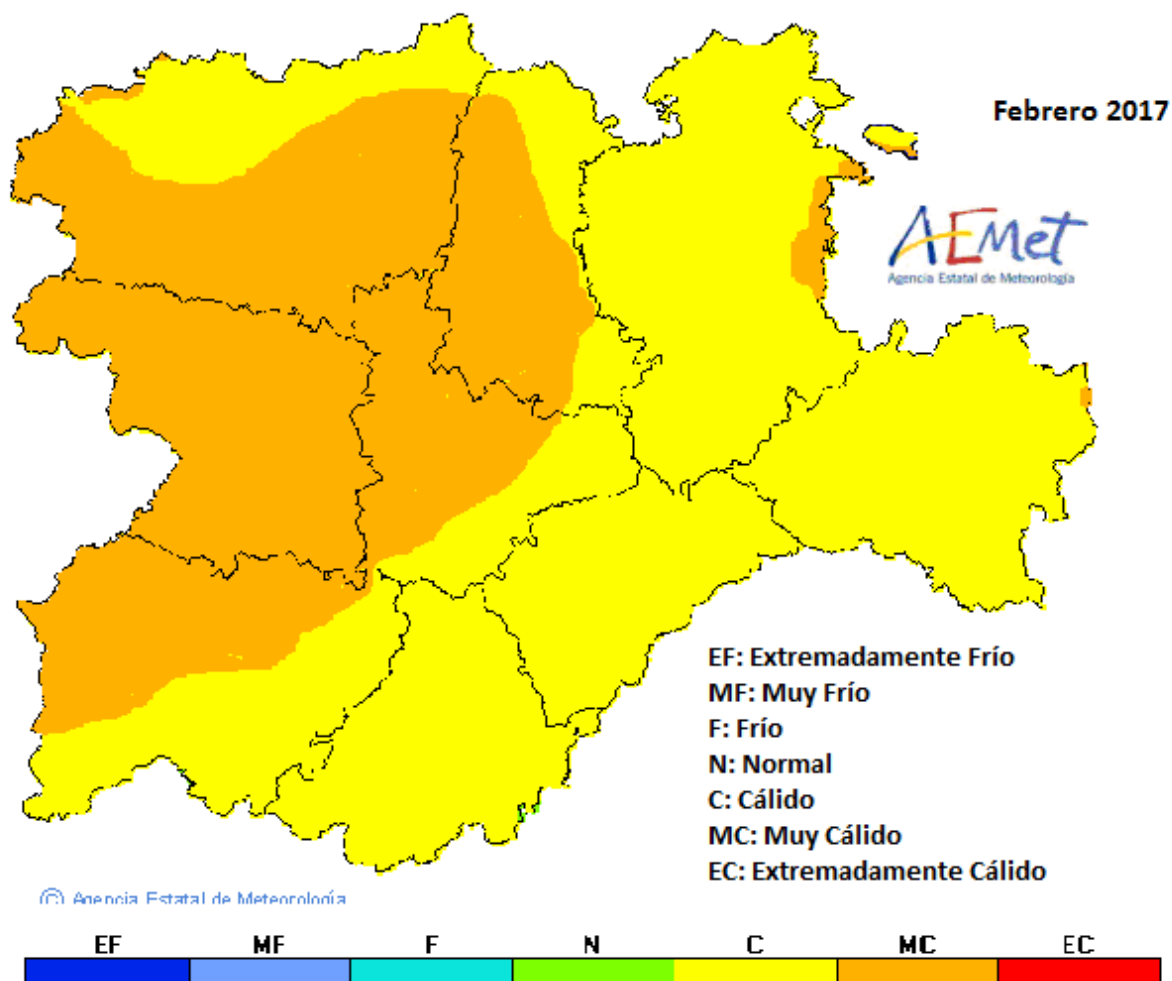 Febrero 2017
AEMet
Agencia Estatal de Meteorología
EF: Extremadamente Frío
MF: Muy Frío
F: Frío
N: Normal
C: Cálido
MC: Muy Cálido
EC: Extremadamente Cálido
© Agencia Estatal de Meteorología
EF MF F N C MC EC